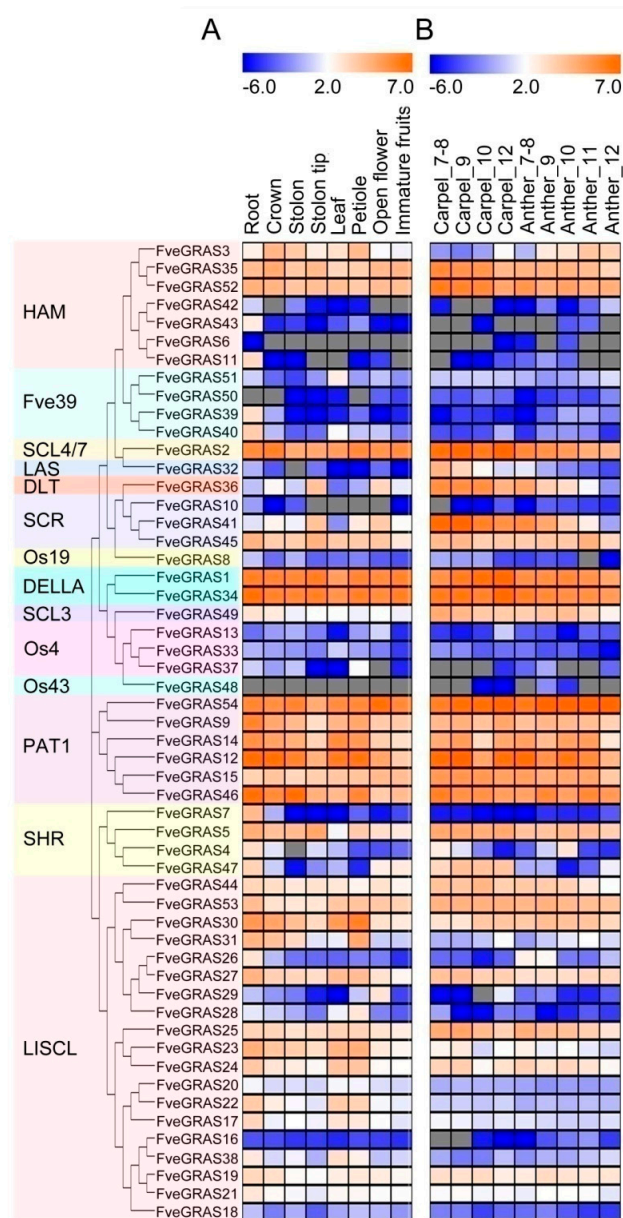 A
B
-6.0 2.0 7.0
-6.0 2.0 7.0
Root
Crown
Stolon
Stolon tip
Leaf
Petiole
Open flower
Immature fruits
Carpel_7-8
Carpel_9
Carpel_10
Carpel_12
Anther_7-8
Anther_9
Anther_10
Anther_11
Anther_12
HAM
FveGRAS3
FveGRAS35
FveGRAS52
FveGRAS42
FveGRAS43
FveGRAS6
FveGRAS11
Fve39
FveGRAS51
FveGRAS50
FveGRAS39
FveGRAS40
SCL4/7
FveGRAS2
LAS
FveGRAS32
DLT
FveGRAS36
SCR
FveGRAS10
FveGRAS41
FveGRAS45
Os19
FveGRAS8
DELLA
FveGRAS1
FveGRAS34
SCL3
FveGRAS49
Os4
FveGRAS13
FveGRAS33
FveGRAS37
Os43
FveGRAS48
PAT1
FveGRAS54
FveGRAS9
FveGRAS14
FveGRAS12
FveGRAS15
FveGRAS46
SHR
FveGRAS7
FveGRAS5
FveGRAS4
FveGRAS47
LISCL
FveGRAS44
FveGRAS53
FveGRAS30
FveGRAS31
FveGRAS26
FveGRAS27
FveGRAS29
FveGRAS28
FveGRAS25
FveGRAS23
FveGRAS24
FveGRAS20
FveGRAS22
FveGRAS17
FveGRAS16
FveGRAS38
FveGRAS19
FveGRAS21
FveGRAS18